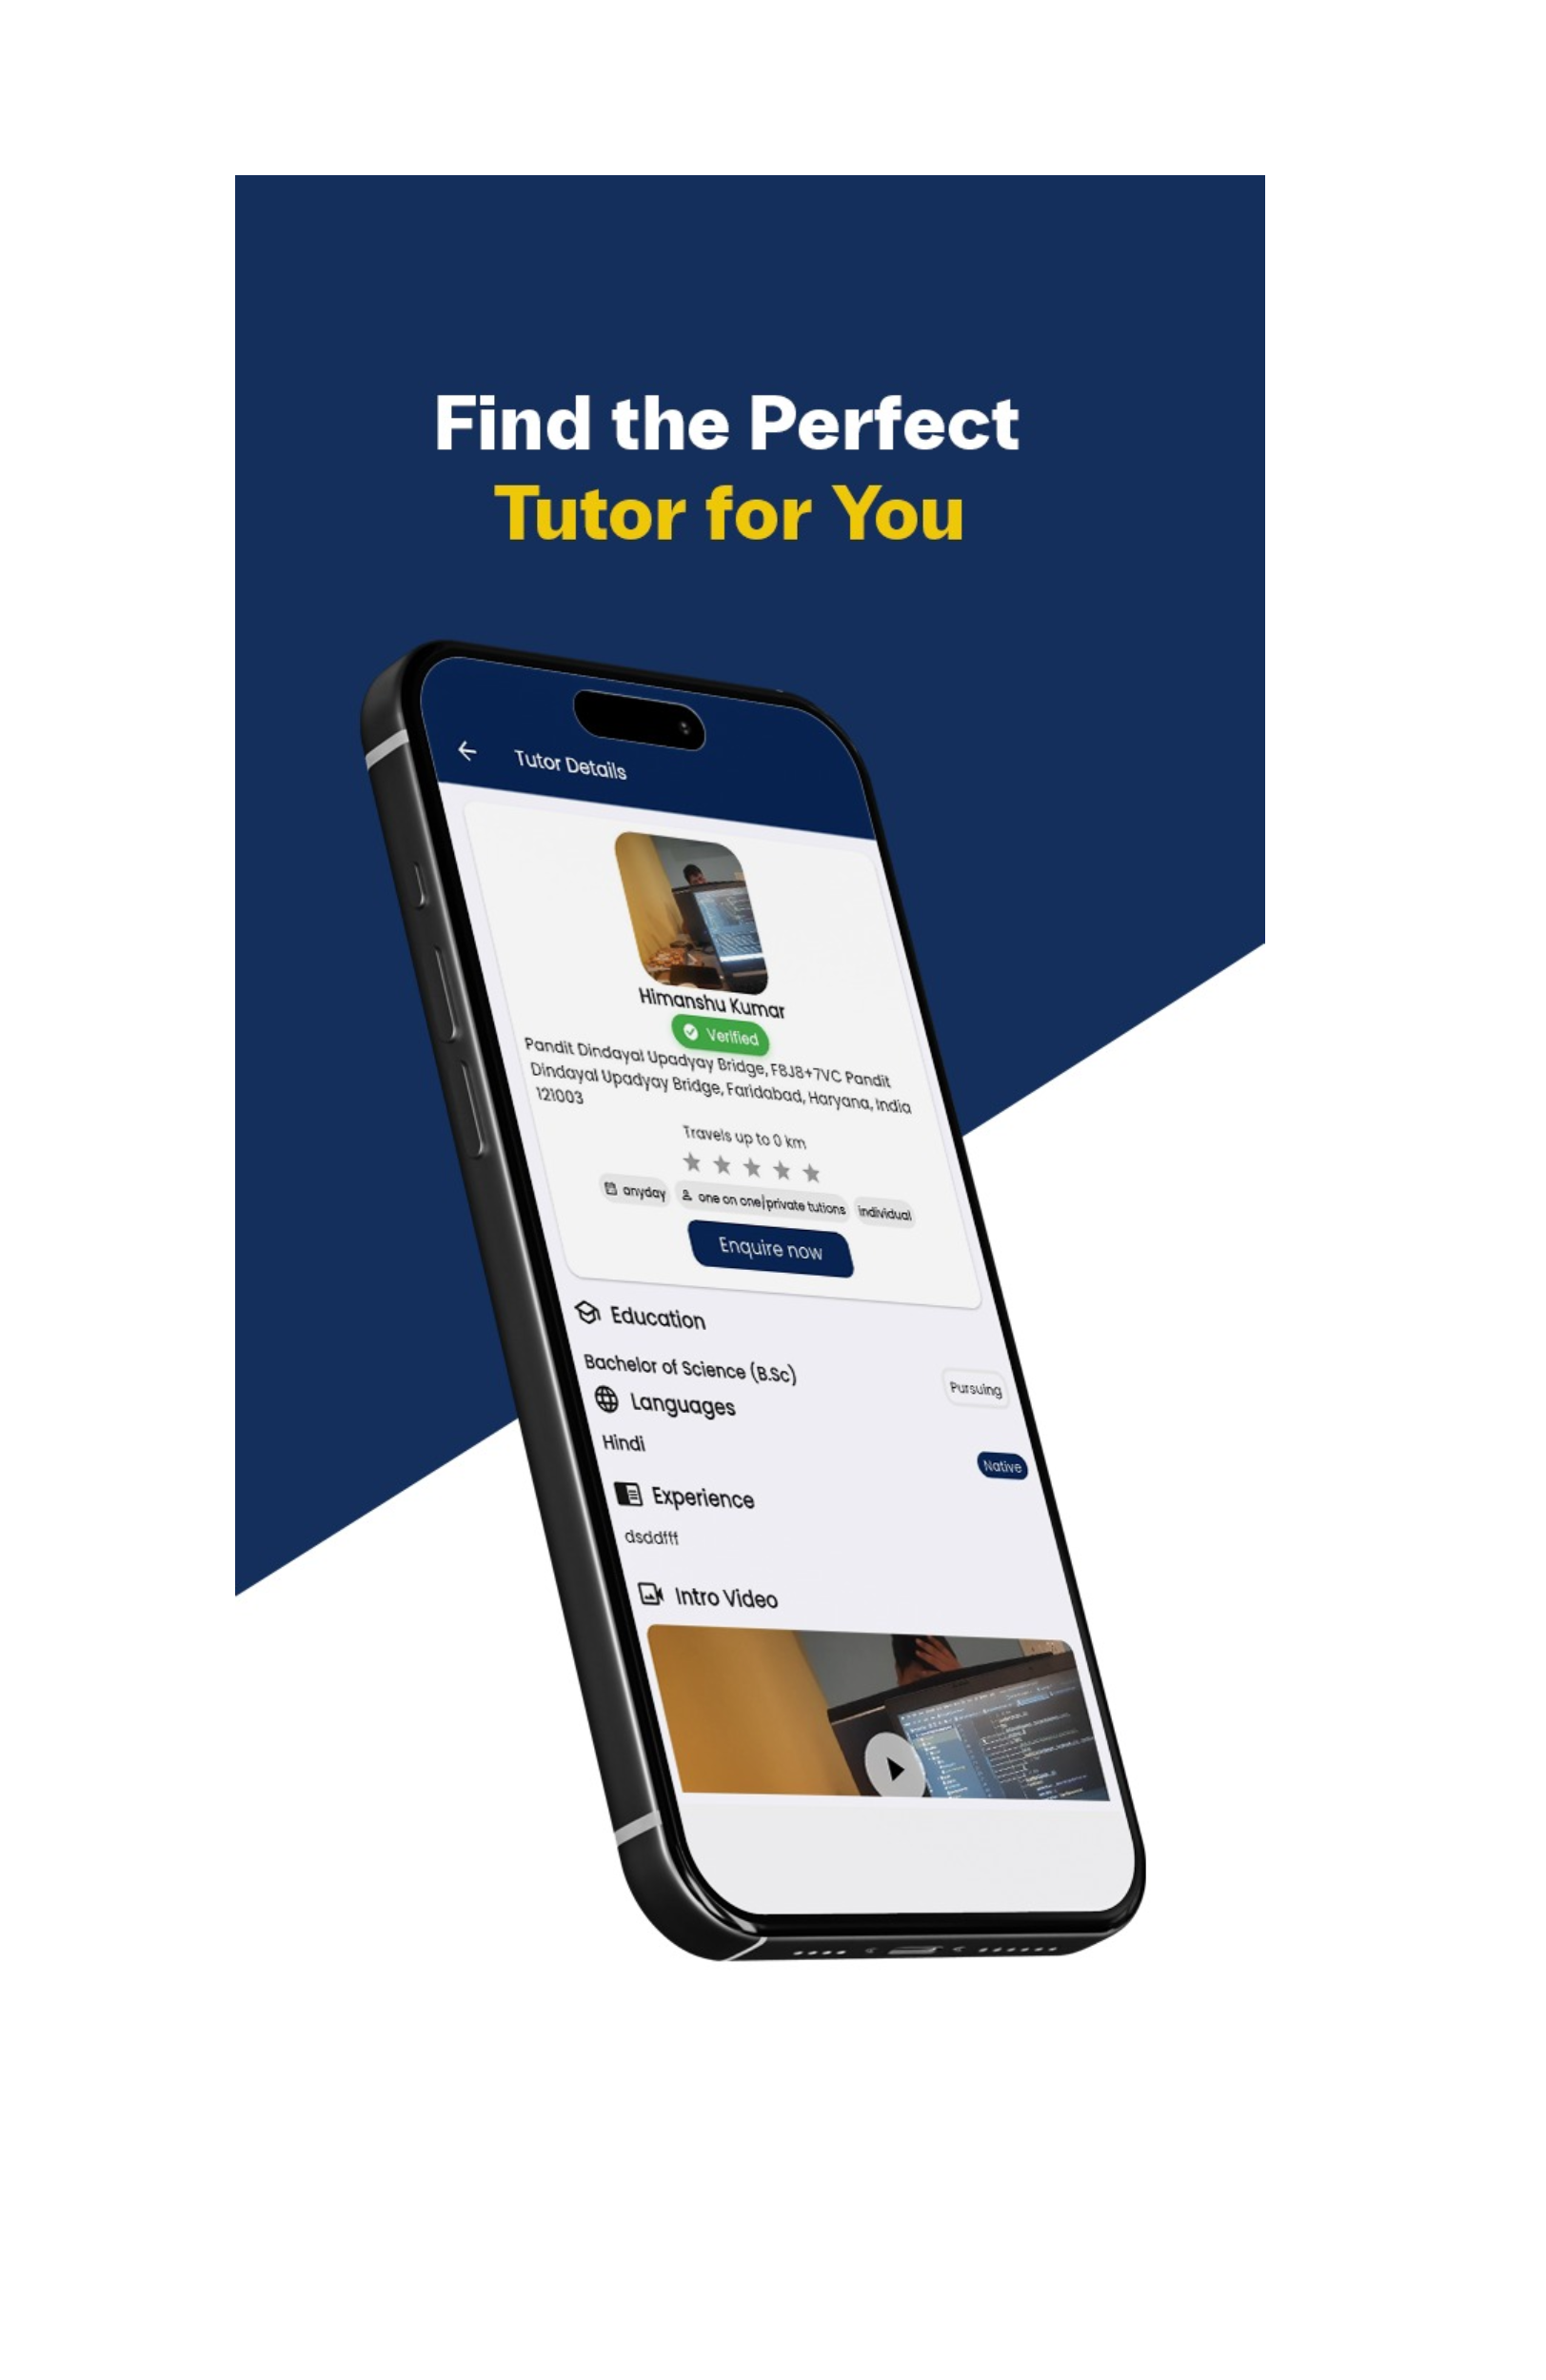 Find the Perfect
Tutor for You
Tutor Details
Himanshu Kumar
Verified
Pandit Dindayal Upadyay Bridge, F8J8+7VC Pandit
Dindayal Upadyay Bridge, Faridabad, Haryana, India
121003
Travels up to 0 km
anyday one on one/private tutions individual
Enquire now
Education
Bachelor of Science (B.Sc) Pursuing
Languages
Hindi Native
Experience
dsddfff
Intro Video